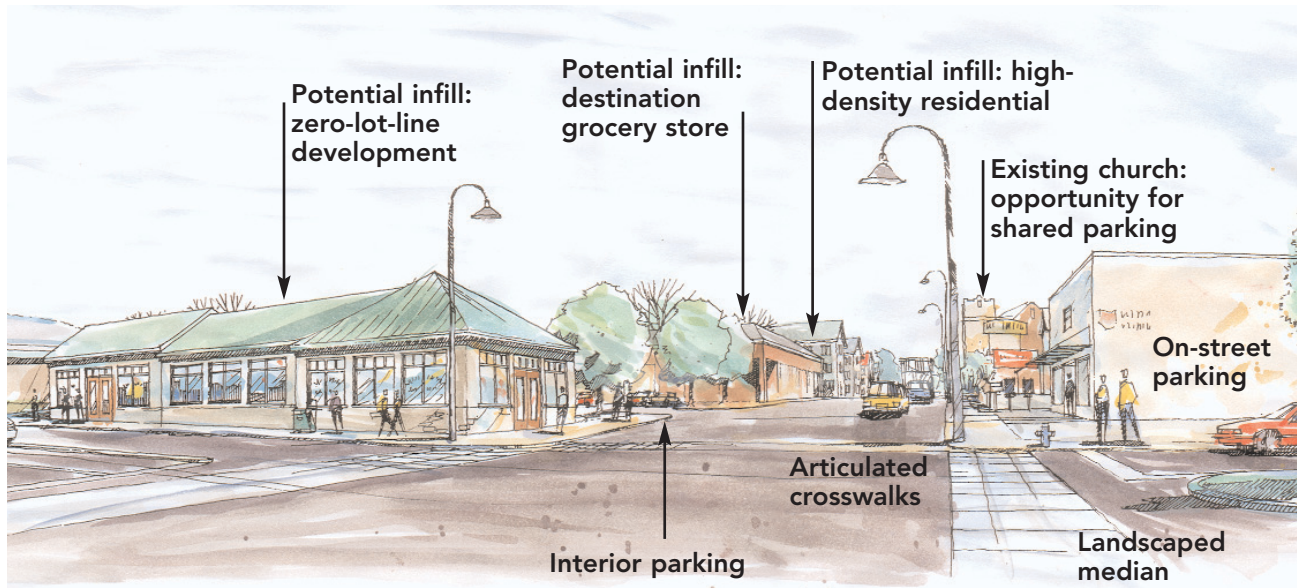 Potential infill:
zero-lot-line
development
Potential infill:
destination
grocery store
Potential infill: high-
density residential
Existing church:
opportunity for
shared parking
On-street
parking
Articulated
crosswalks
Interior parking
Landscaped
median